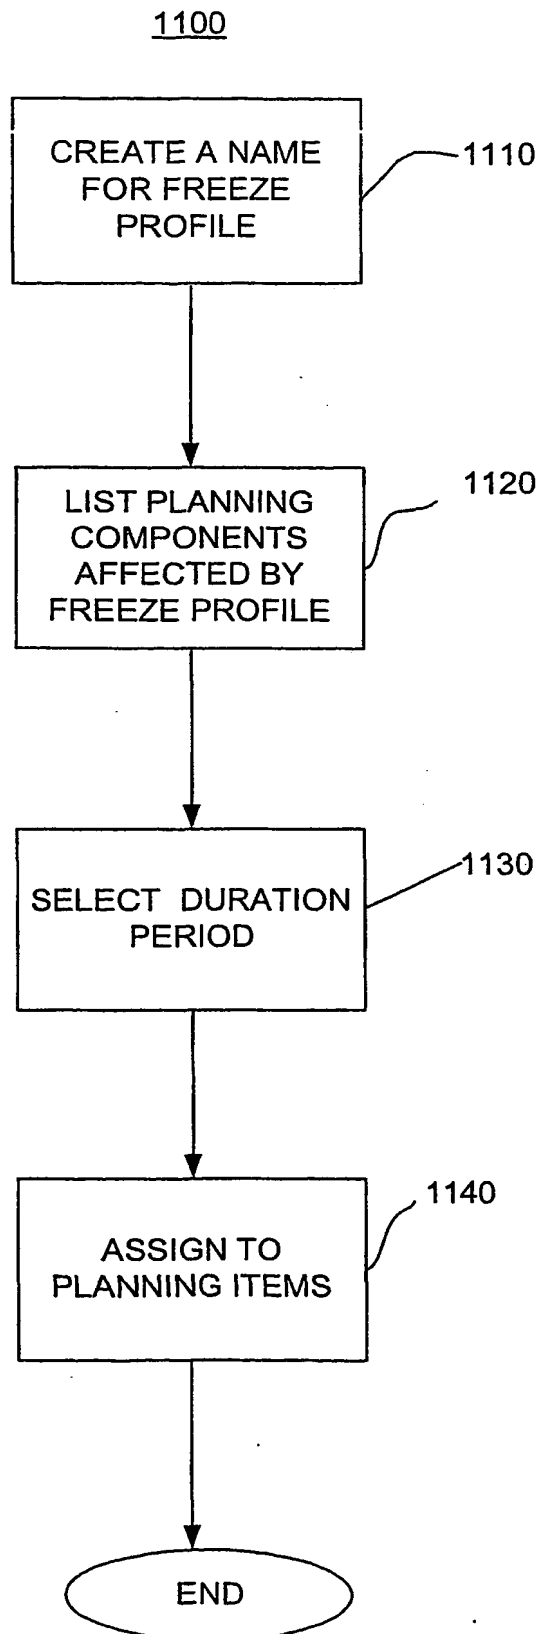 1100
CREATE A NAME
FOR FREEZE
PROFILE
1110
LIST PLANNING
COMPONENTS
AFFECTED BY
FREEZE PROFILE
1120
SELECT DURATION
PERIOD
1130
ASSIGN TO
PLANNING ITEMS
1140
END